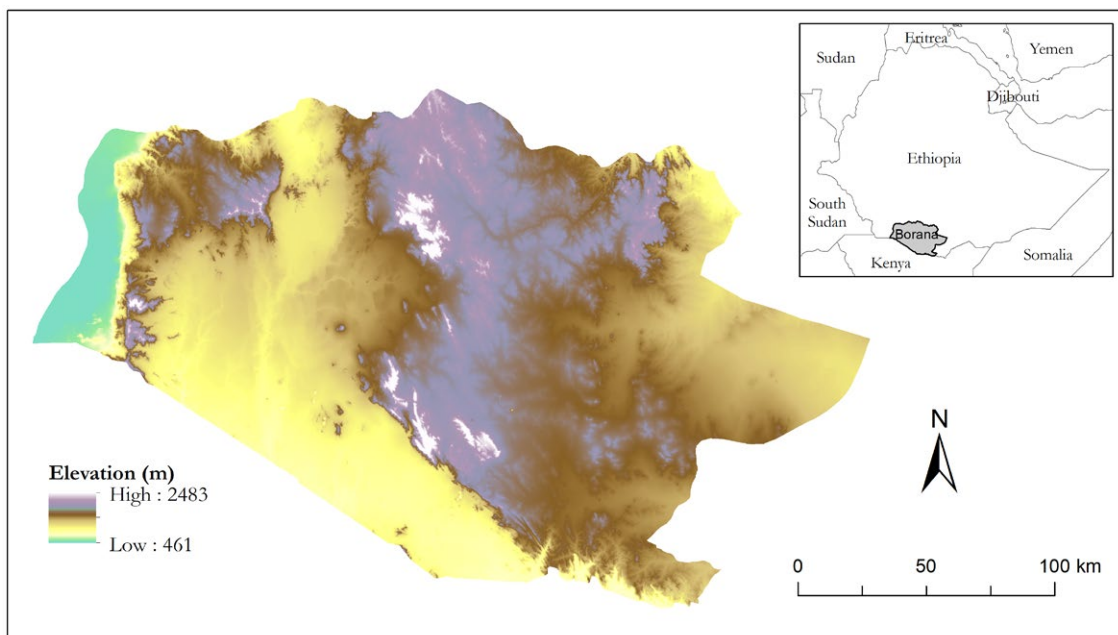 Eritrea
Yemen
Sudan
Djibouti
Ethiopia
South
Sudan
Borana
Kenya
Somalia
N
Elevation (m)
High : 2483
Low : 461
0 50 100 km